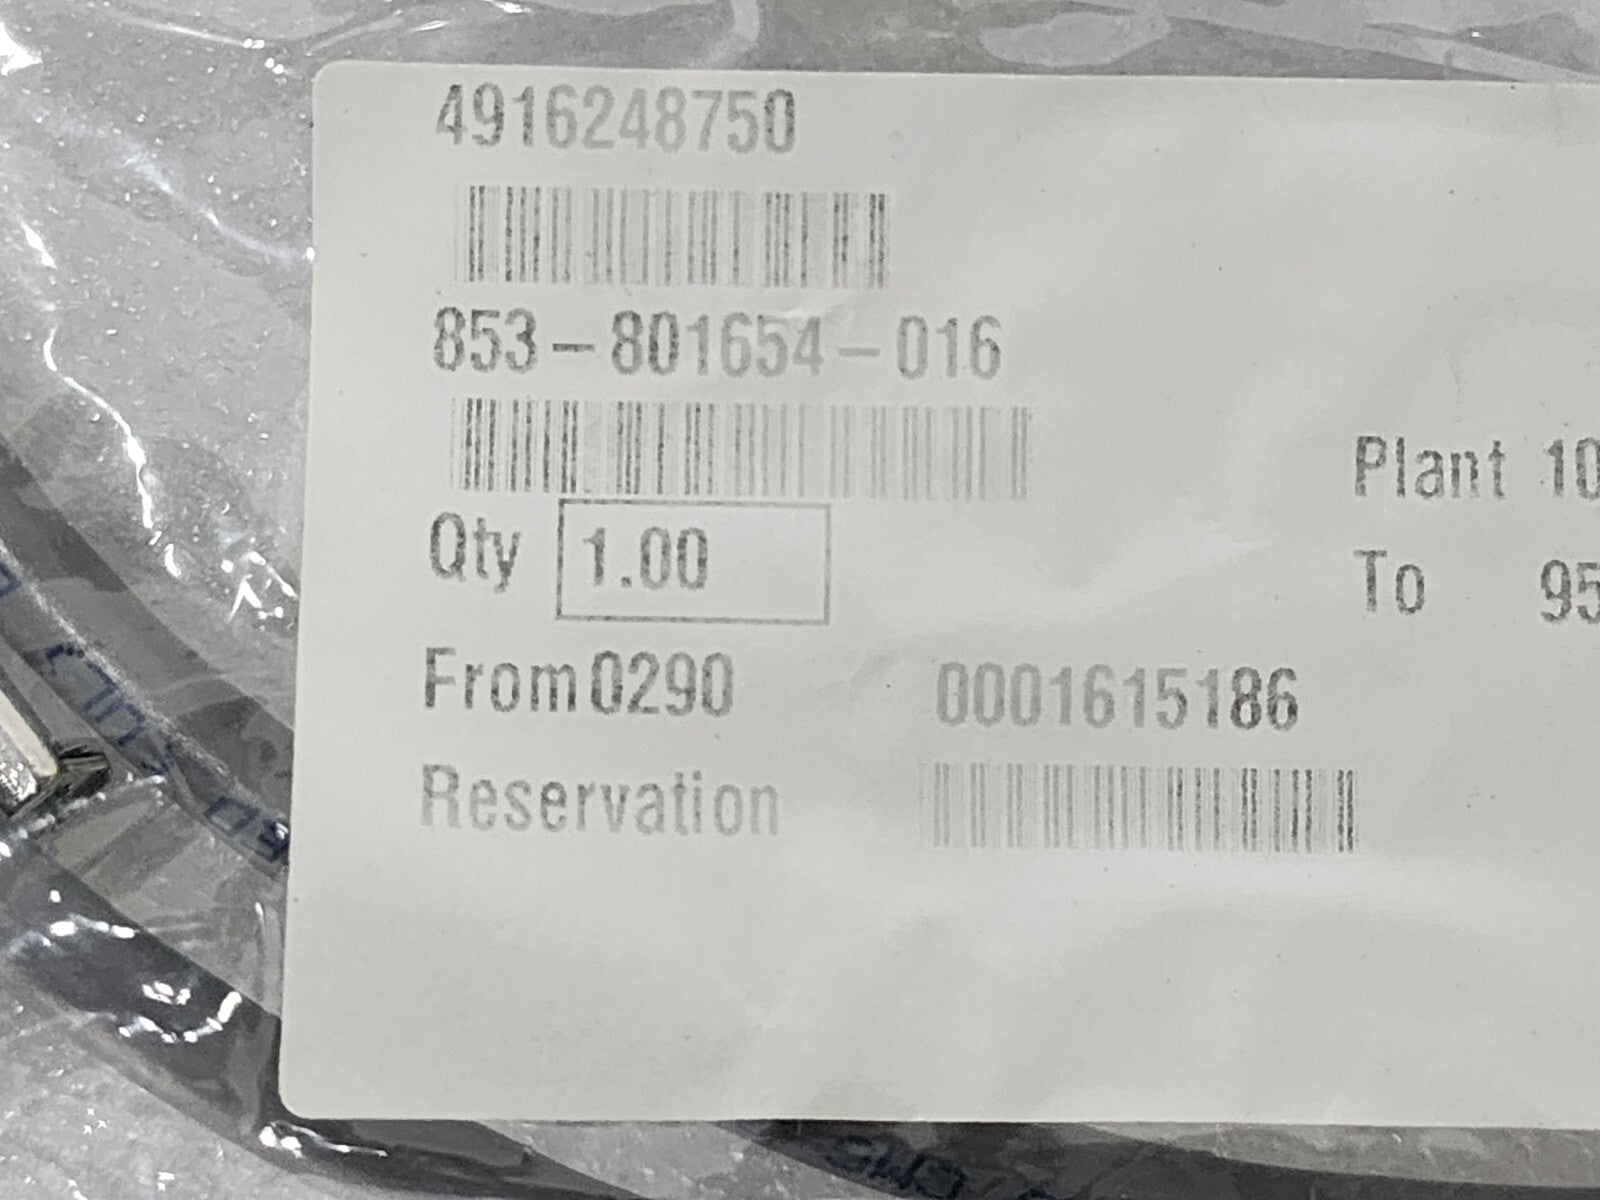 4916248750
853-801654-016
Plant 10
Qty 1.00
To 95
From 0290 0001615186
Reservation